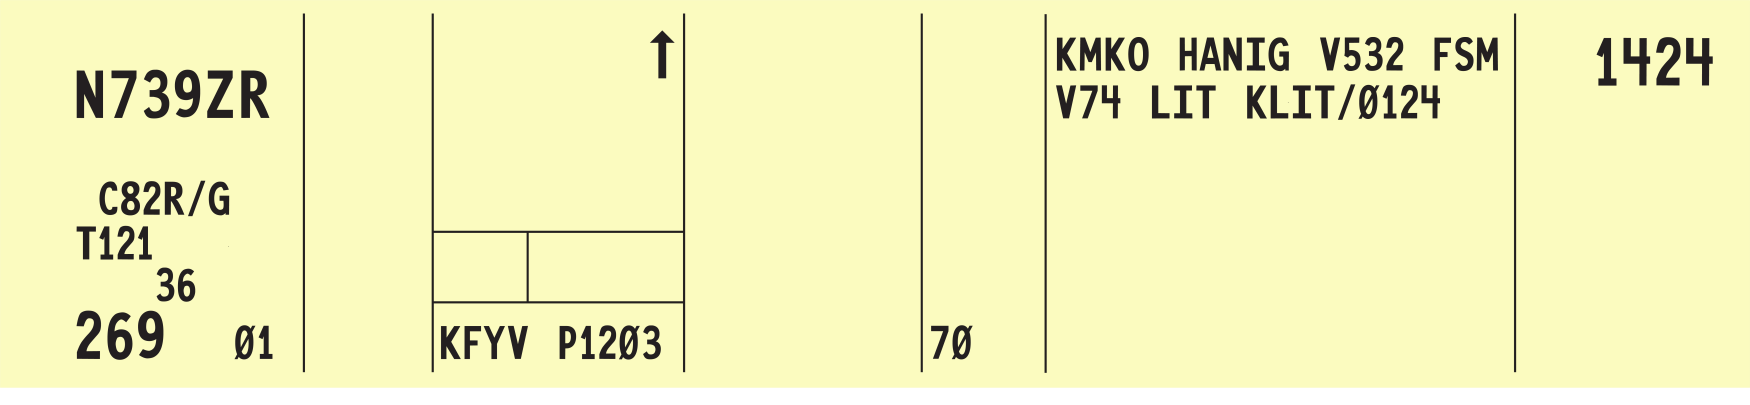 N739ZR
C82R/G
T121
36
269 Ø1
↑
KFYV P12Ø3
7Ø
KMKO HANIG V532 FSM
V74 LIT KLIT/Ø124
1424